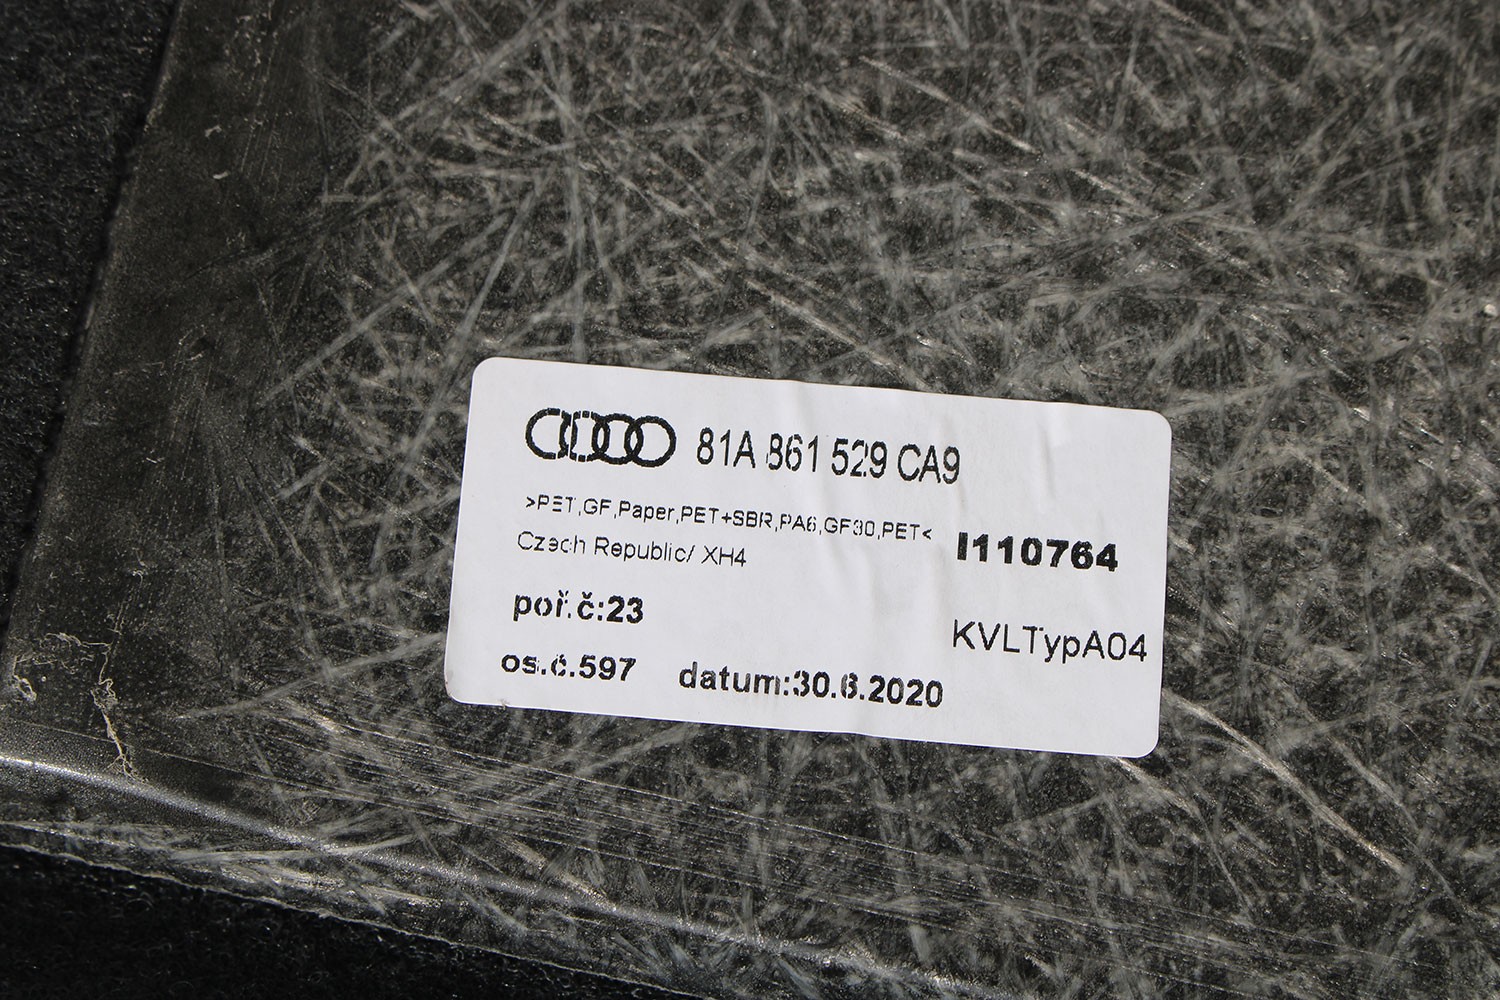 81A 861 529 CA9
>PET,GF,Paper,PET+SBR,PA6,GF30,PET<
Czech Republic/ XH4
I110764
poř.č:23
KVLTypA04
os.č.597 datum:30.6.2020